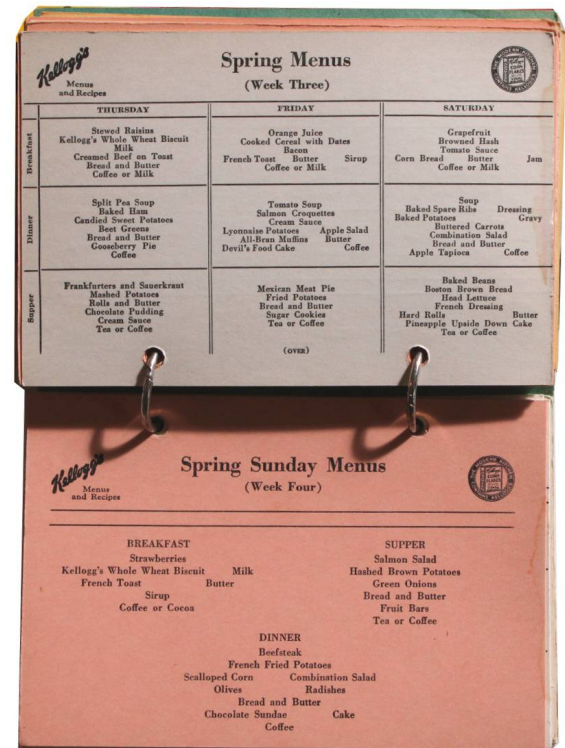 Kellogg's
Menus
and Recipes
Spring Menus
(Week Three)
THURSDAY
FRIDAY
SATURDAY
Breakfast
Stewed Raisins
Kellogg's Whole Wheat Biscuit
Milk
Creamed Beef on Toast
Bread and Butter
Coffee or Milk
Orange Juice
Cooked Cereal with Dates
Bacon
French Toast Butter Sirup
Coffee or Milk
Grapefruit
Browned Hash
Tomato Sauce
Corn Bread Butter Jam
Coffee or Milk
Dinner
Split Pea Soup
Baked Ham
Candied Sweet Potatoes
Beet Greens
Bread and Butter
Gooseberry Pie
Coffee
Tomato Soup
Salmon Croquettes
Cream Sauce
Lyonnaise Potatoes Apple Salad
All-Bran Muffins Butter
Devil's Food Cake Coffee
Soup
Baked Spare Ribs Dressing
Baked Potatoes Gravy
Buttered Carrots
Combination Salad
Bread and Butter
Apple Tapioca Coffee
Supper
Frankfurters and Sauerkraut
Mashed Potatoes
Rolls and Butter
Chocolate Pudding
Cream Sauce
Tea or Coffee
Mexican Meat Pie
Fried Potatoes
Bread and Butter
Sugar Cookies
Tea or Coffee
(OVER)
Baked Beans
Boston Brown Bread
Head Lettuce
French Dressing
Hard Rolls Butter
Pineapple Upside Down Cake
Tea or Coffee
Kellogg's
Menus
and Recipes
Spring Sunday Menus
(Week Four)
BREAKFAST
Strawberries
Kellogg's Whole Wheat Biscuit Milk
French Toast Butter
Sirup
Coffee or Cocoa
SUPPER
Salmon Salad
Hashed Brown Potatoes
Green Onions
Bread and Butter
Fruit Bars
Tea or Coffee
DINNER
Beefsteak
French Fried Potatoes
Scalloped Corn Combination Salad
Olives Radishes
Bread and Butter
Chocolate Sundae Cake
Coffee